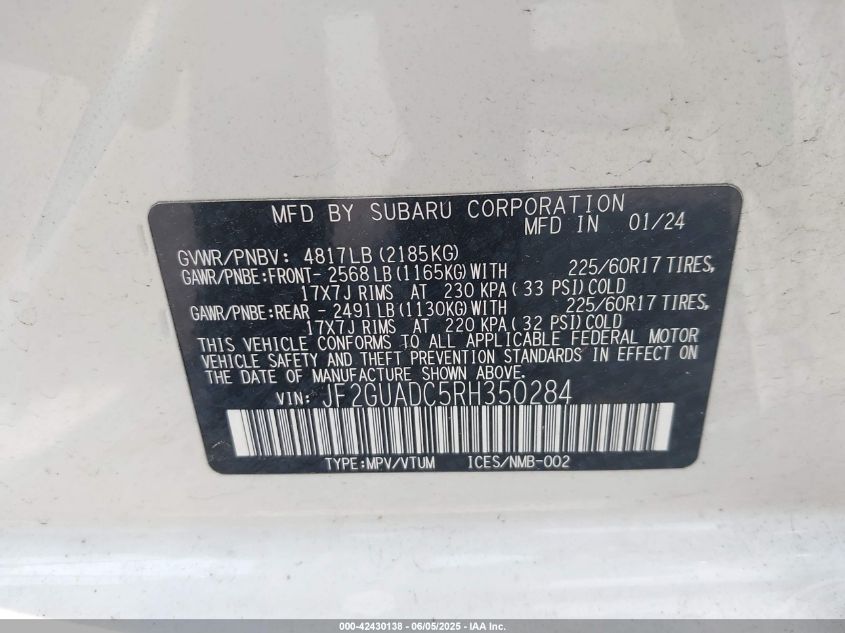 MFD BY SUBARU CORPORATION
MFD IN 01/24
GVWR/PNBV: 4817LB (2185KG)
GAWR/PNBE:FRONT- 2568 LB (1165KG) WITH 225/60R17 TIRES,
17X7J RIMS AT 230 KPA ( 33 PSI) COLD
GAWR/PNBE:REAR - 2491 LB (1130KG) WITH 225/60R17 TIRES,
17X7J RIMS AT 220 KPA ( 32 PSI) COLD
THIS VEHICLE CONFORMS TO ALL APPLICABLE FEDERAL MOTOR
VEHICLE SAFETY AND THEFT PREVENTION STANDARDS IN EFFECT ON
THE DATE OF MANUFACTURE SHOWN ABOVE.
VIN: JF2GUADC5RH350284
TYPE:MPV/VTUM ICES/NMB-002
000-42430138 - 06/05/2025 - IAA Inc.